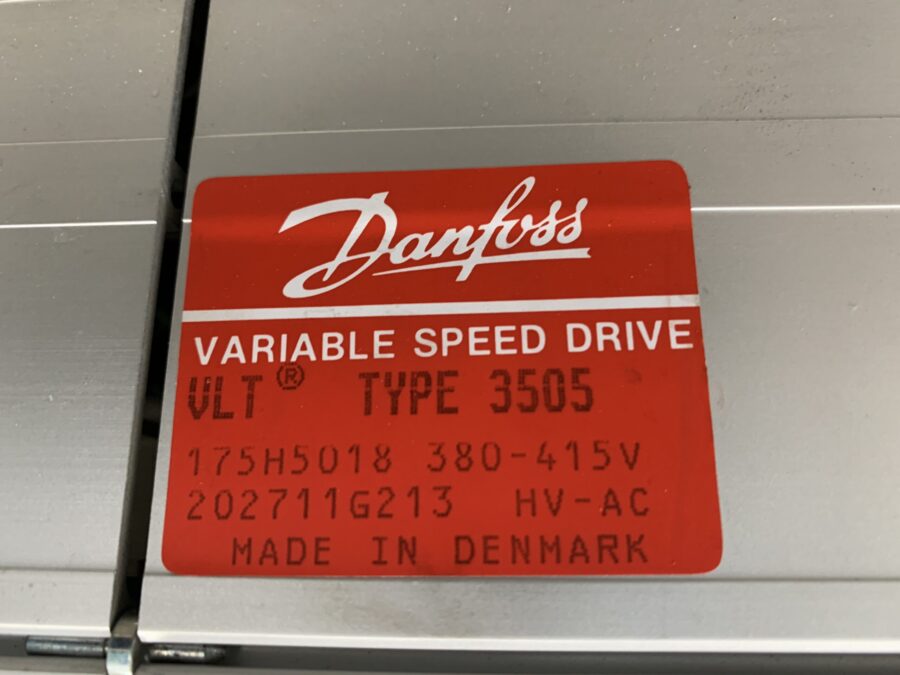 Danfoss
VARIABLE SPEED DRIVE
VLT® TYPE 3505
175H5018 380-415V
202711G213 HV-AC
MADE IN DENMARK